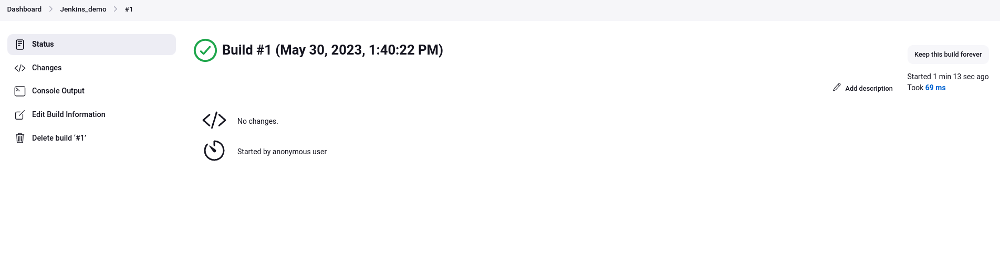 Dashboard > Jenkins_demo > #1
Status
Changes
Console Output
Edit Build Information
Delete build ‘#1’
Build #1 (May 30, 2023, 1:40:22 PM)
Keep this build forever
Started 1 min 13 sec ago
Took 69 ms
Add description
No changes.
Started by anonymous user